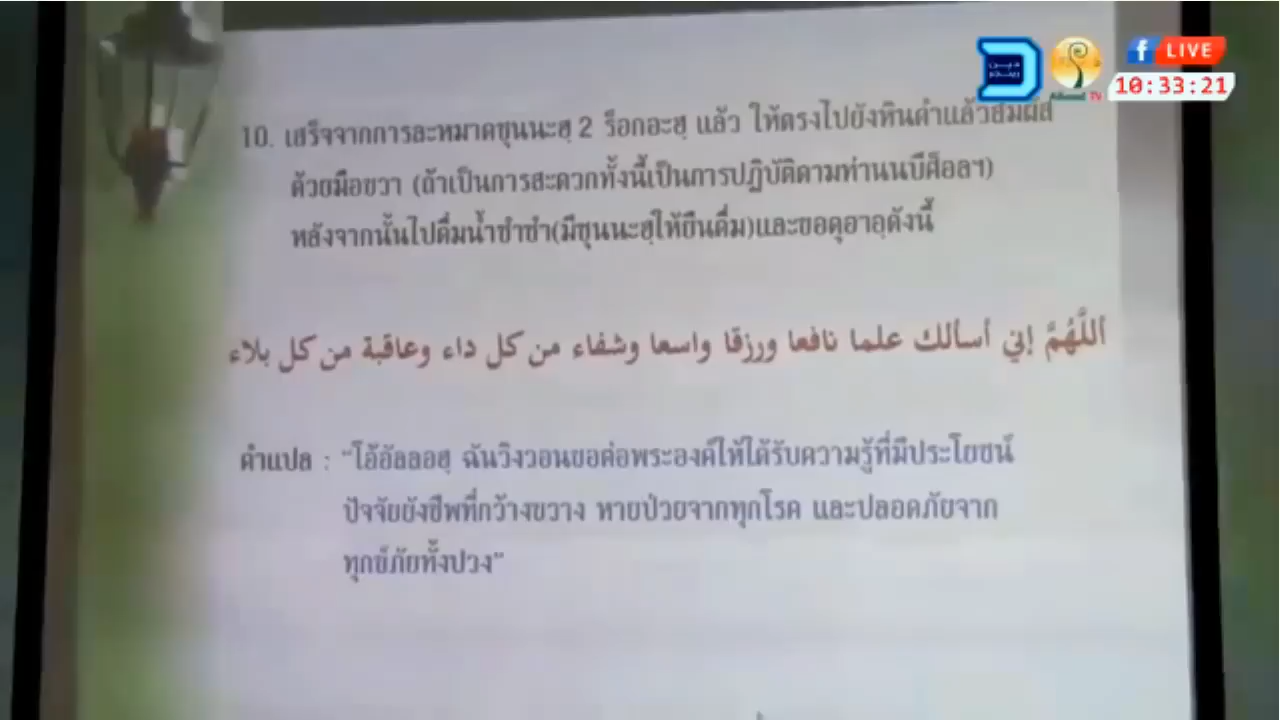 f LIVE
10:33:21
10. เสร็จจากการละหมาดซุนนะฮฺ 2 ร็อกอะฮฺ แล้ว ให้ตรงไปยังหินดำแล้วสัมผัส
ด้วยมือขวา (ถ้าเป็นการสะดวกทั้งนี้เป็นการปฏิบัติตามท่านนบีศ็อลฯ)
หลังจากนั้นไปดื่มน้ำซำซำ(มีซุนนะฮฺให้ยืนดื่ม)และขอดุอาอฺดังนี้
أللَّهُمَّ إني أسألك علما نافعا ورزقا واسعا وشفاء من كل داء وعاقبة من كل بلاء
คำแปล : "โอ้อัลลอฮฺ ฉันวิงวอนขอต่อพระองค์ให้ได้รับความรู้ที่มีประโยชน์
ปัจจัยยังชีพที่กว้างขวาง หายป่วยจากทุกโรค และปลอดภัยจาก
ทุกข์ภัยทั้งปวง"